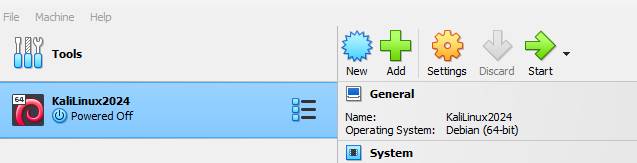 File Machine Help
Tools
New Add Settings Discard Start
64
KaliLinux2024
Powered Off
General
Name: KaliLinux2024
Operating System: Debian (64-bit)
System